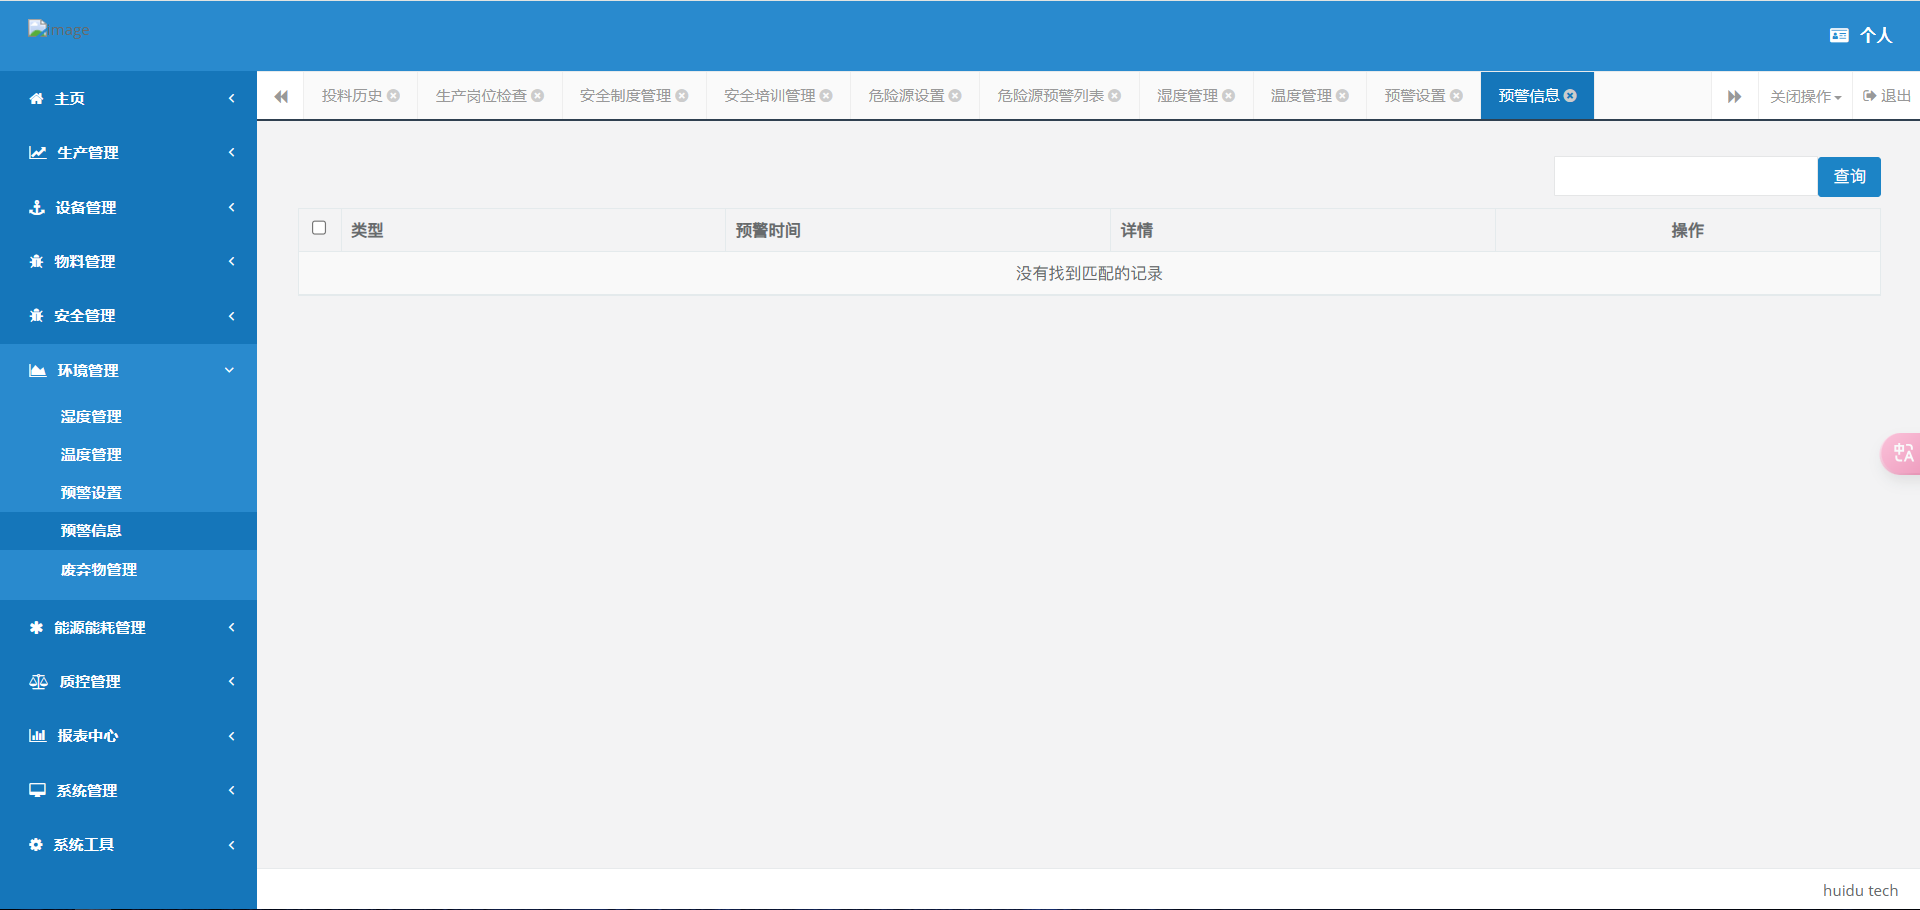 Image
个人
主页
生产管理
设备管理
物料管理
安全管理
环境管理
湿度管理
温度管理
预警设置
预警信息
废弃物管理
能源能耗管理
质控管理
报表中心
系统管理
系统工具
投料历史 生产岗位检查 安全制度管理 安全培训管理 危险源设置 危险源预警列表 湿度管理 温度管理 预警设置 预警信息 关闭操作 退出
查询
类型 预警时间 详情 操作
没有找到匹配的记录
中A
huidu tech